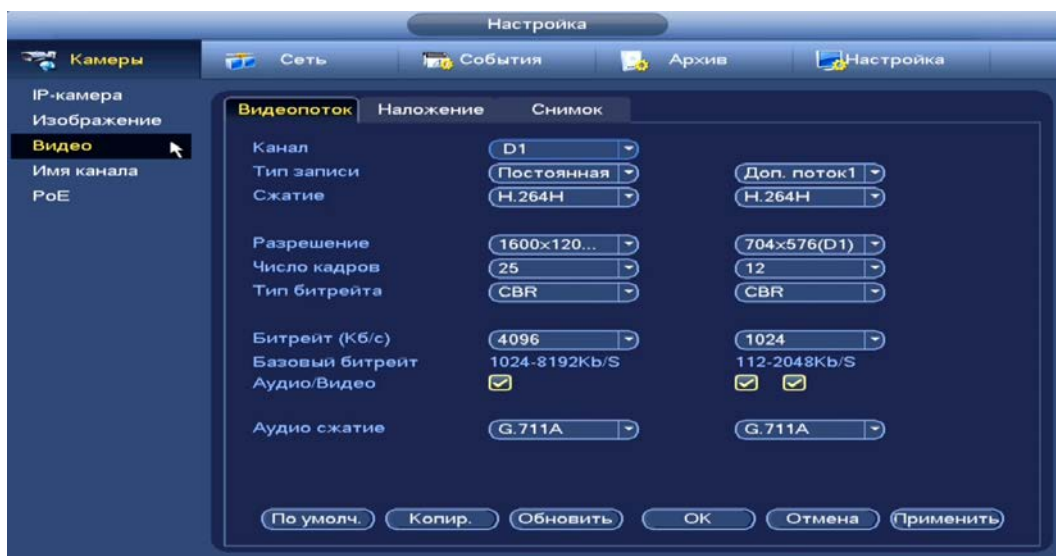 Настройка
Камеры Сеть События Архив Настройка
IP-камера
Изображение
Видео
Имя канала
PoE
Видеопоток Наложение Снимок
Канал D1
Тип записи Постоянная Доп. поток1
Сжатие H.264H H.264H
Разрешение 1600x120... 704x576(D1)
Число кадров 25 12
Тип битрейта CBR CBR
Битрейт (Кб/с) 4096 1024
Базовый битрейт 1024-8192Kb/S 112-2048Kb/S
Аудио/Видео
Аудио сжатие G.711A G.711A
По умолч. Копир. Обновить OK Отмена Применить